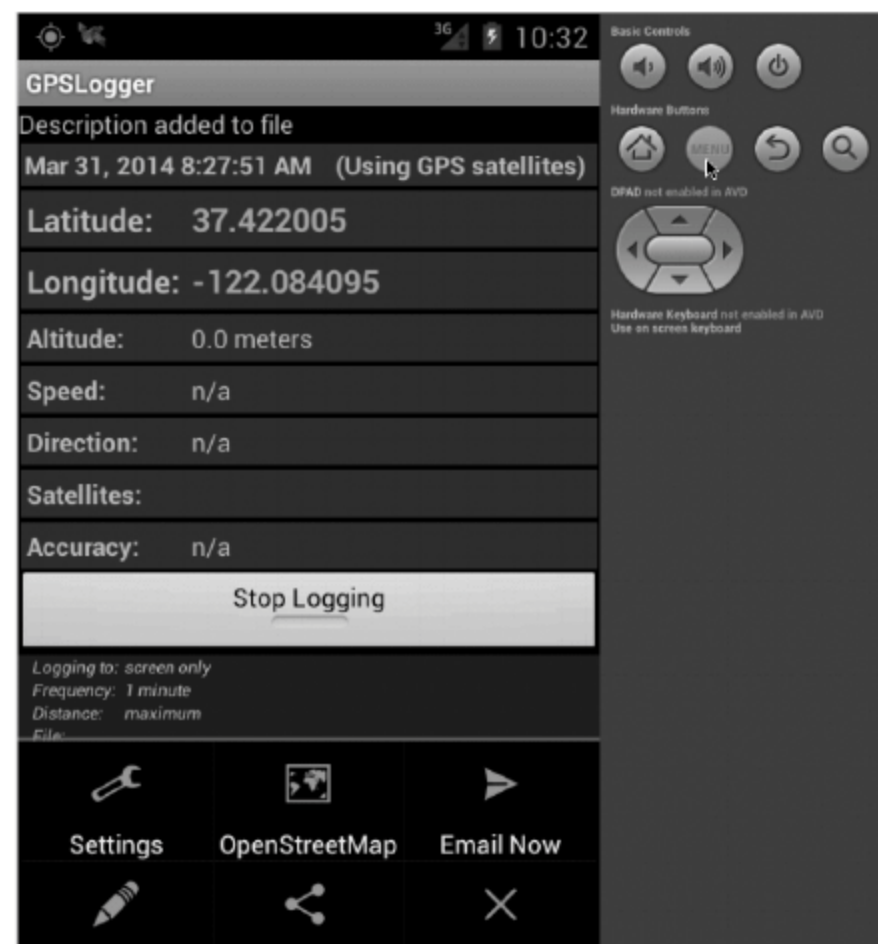 3G 10:32
GPSLogger
Description added to file
Mar 31, 2014 8:27:51 AM (Using GPS satellites)
Latitude: 37.422005
Longitude: -122.084095
Altitude: 0.0 meters
Speed: n/a
Direction: n/a
Satellites:
Accuracy: n/a
Stop Logging
Logging to: screen only
Frequency: 1 minute
Distance: maximum
File:
Settings OpenStreetMap Email Now
Basic Controls
Hardware Buttons
MENU
DPAD not enabled in AVD
Hardware Keyboard not enabled in AVD
Use on screen keyboard